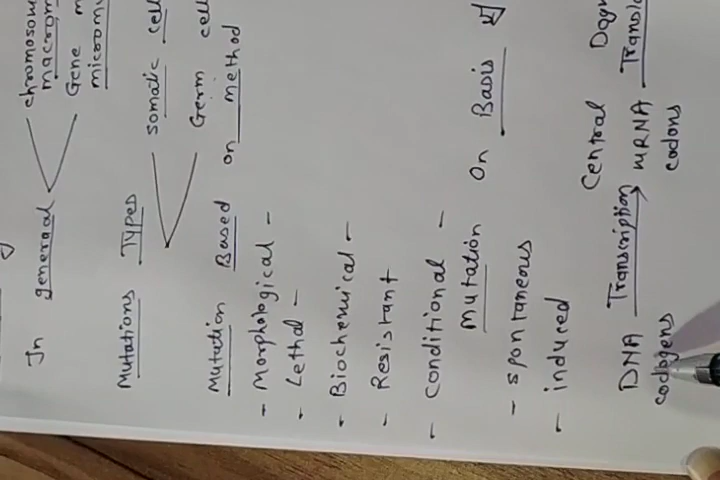 In general chromosom
macrom
Gene m
microm
Mutations Types somatic cell
Germ cell
Mutation Based on method
- Morphological -
- Lethal -
- Biochemical -
- Resistant
- Conditional -
Mutation On Basis of
- spontaneous
- induced
Central Dogm
DNA Transcription mRNA Transl
codogens codons